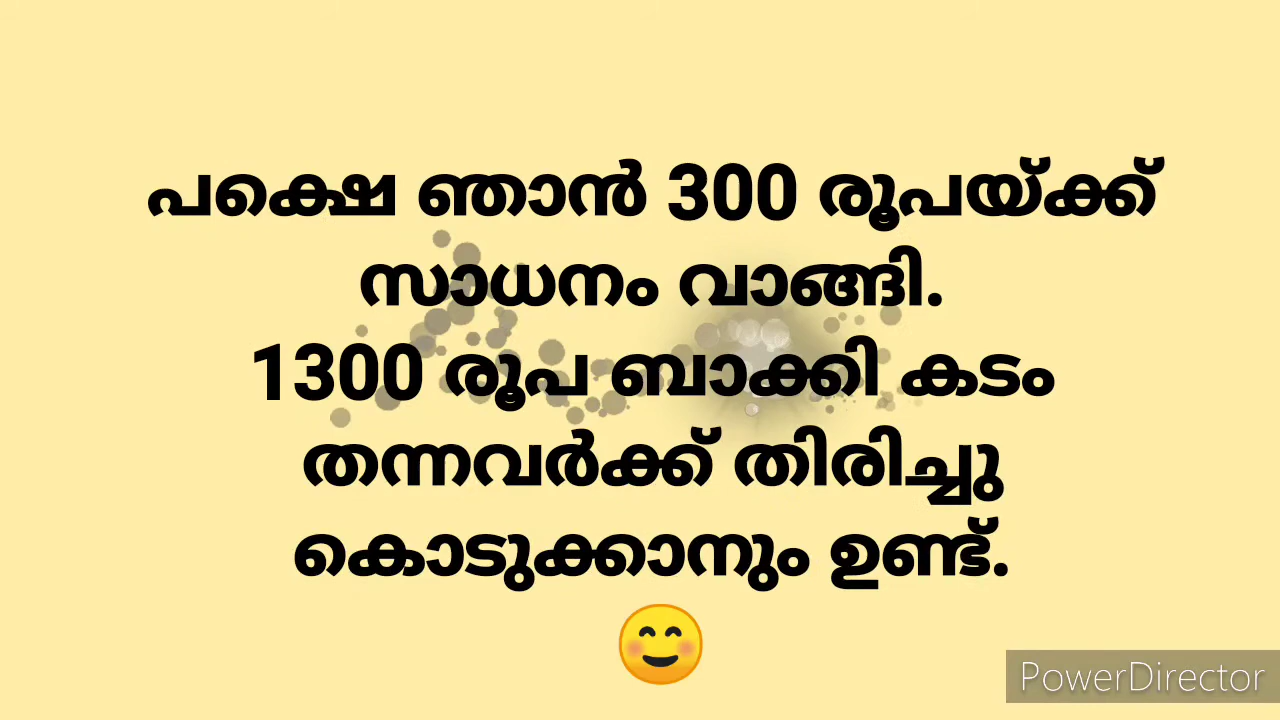 പക്ഷെ ഞാൻ 300 രൂപയ്ക്ക്
സാധനം വാങ്ങി.
1300 രൂപ ബാക്കി കടം
തന്നവർക്ക് തിരിച്ചു
കൊടുക്കാനും ഉണ്ട്.
😊
PowerDirector